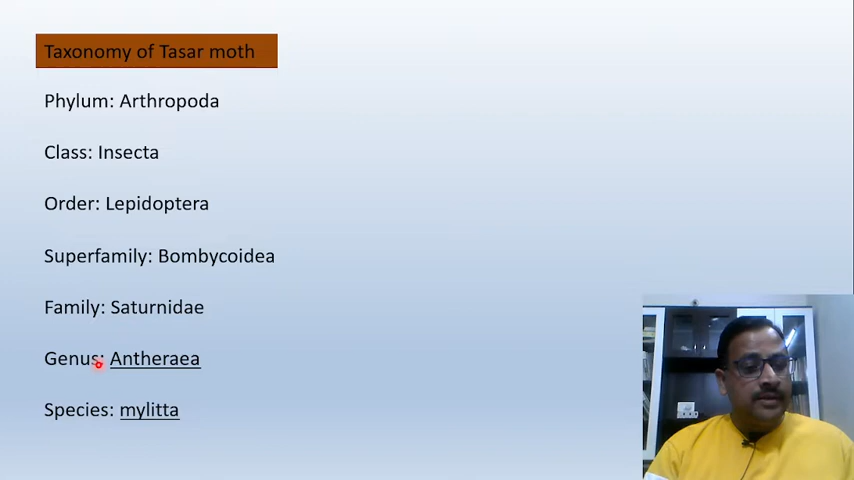 Taxonomy of Tasar moth
Phylum: Arthropoda
Class: Insecta
Order: Lepidoptera
Superfamily: Bombycoidea
Family: Saturnidae
Genus: Antheraea
Species: mylitta